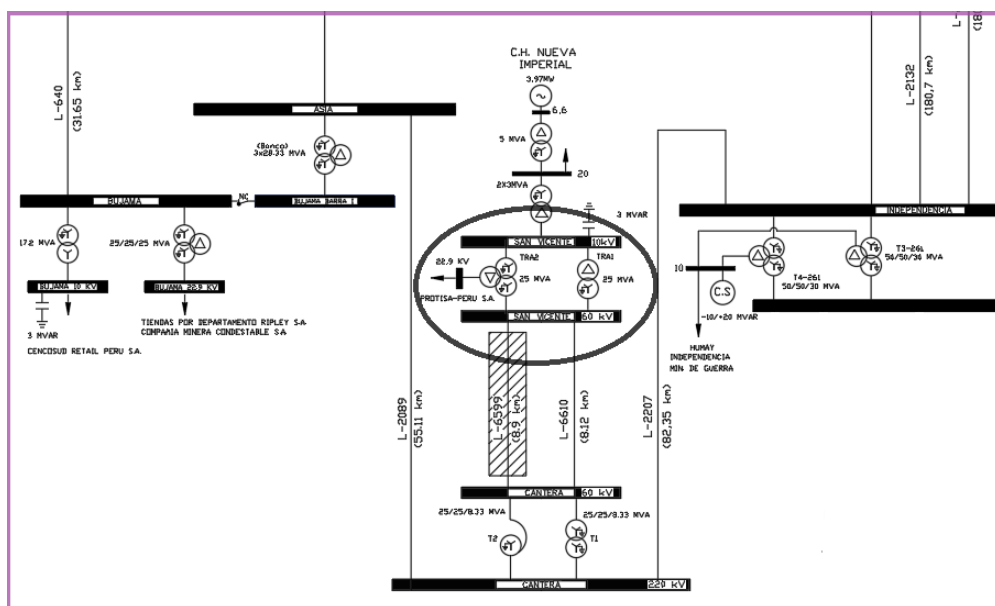 C.H. NUEVA
IMPERIAL
3.97MW
6.6
5 MVA
20
2X3MVA
3 MVAR
L-640
(31.65 km)
ASIA
(Banco)
3x28.33 MVA
BUJAMA
NC
BUJAMA BARRA I
17.2 MVA
25/25/25 MVA
BUJAMA 10 KV
BUJAMA 22.9 KV
3 MVAR
CENCOSUD RETAIL PERU S.A.
TIENDAS POR DEPARTAMENTO RIPLEY S.A
COMPAÑIA MINERA CONDESTABLE S.A
SAN VICENTE
10kV
TRA2
TRA1
22.9 KV
25 MVA
25 MVA
PROTISA-PERU S.A.
SAN VICENTE
60 kV
L-2089
(55.11 km)
L-6599
(8.9 km)
L-6610
(8.12 km)
L-2207
(82.35 km)
CANTERA
60 kV
25/25/8.33 MVA
25/25/8.33 MVA
T2
T1
CANTERA
220 kV
L-2132
(180.7 km)
INDEPENDENCIA
10
C.S
-10/+20 MVAR
T4-261
50/50/30 MVA
T3-261
HUMAY
INDEPENDENCIA
MIN. DE GUERRA